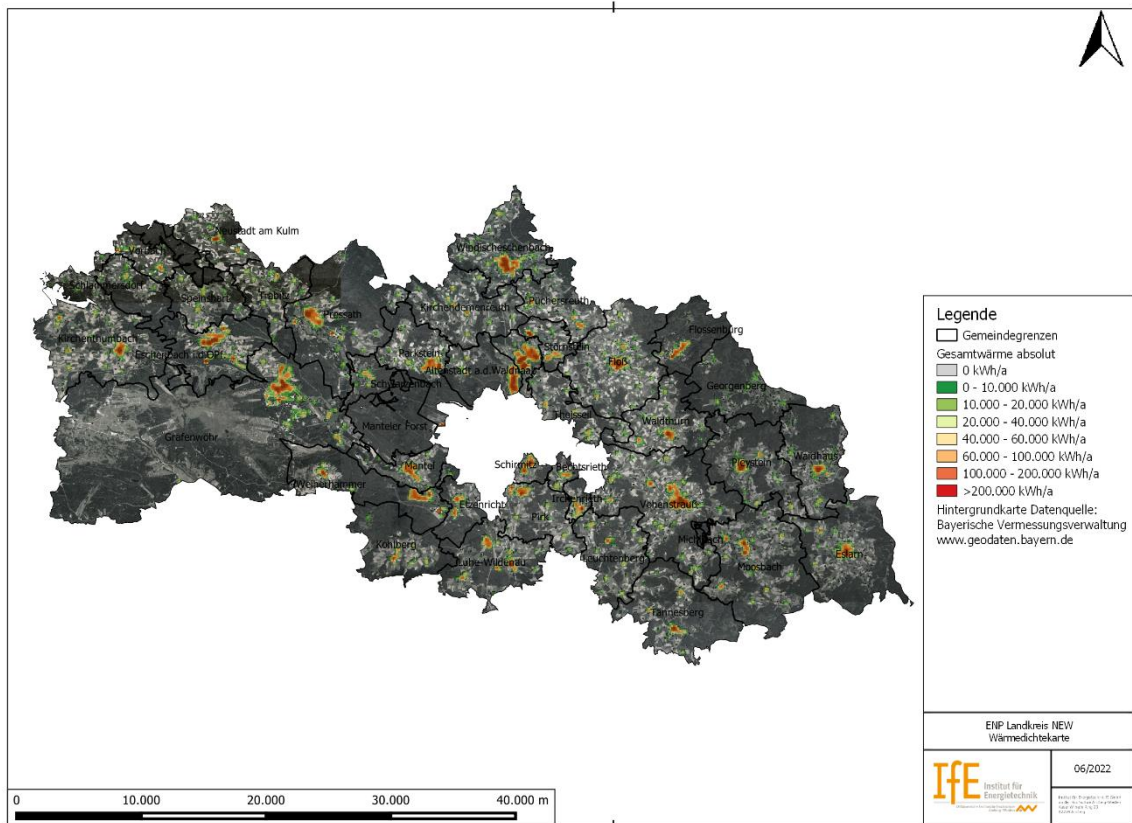 Neustadt am Kulm
Windischeschenbach
Schlammersdorf
Speinshart
Trabitz
Pressath
Kirchendemenreuth
Püchersreuth
Kirchenthumbach
Eschenbach i.d.OPf.
Parkstein
Störnstein
Floß
Flossenbürg
Altenstadt a.d.Waldnaab
Schwarzenbach
Georgenberg
Theisseil
Grafenwöhr
Manteler Forst
Waldthurn
Mantel
Schirmitz
Bechtsrieth
Pleystein
Waidhaus
Weiherhammer
Etzenricht
Pirk
Irchenrieth
Vohenstrauß
Kohlberg
Luhe-Wildenau
Leuchtenberg
Michlbach
Moosbach
Eslarn
Tännesberg
Legende
Gemeindegrenzen
Gesamtwärme absolut
0 kWh/a
0 - 10.000 kWh/a
10.000 - 20.000 kWh/a
20.000 - 40.000 kWh/a
40.000 - 60.000 kWh/a
60.000 - 100.000 kWh/a
100.000 - 200.000 kWh/a
>200.000 kWh/a
Hintergrundkarte Datenquelle:
Bayerische Vermessungsverwaltung
www.geodaten.bayern.de
ENP Landkreis NEW
Wärmedichtekarte
IfE Institut für
Energietechnik
06/2022
0 10.000 20.000 30.000 40.000 m